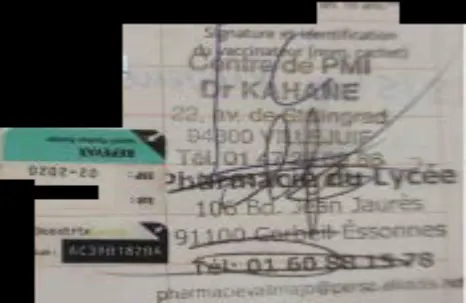 Signature et identification
du vaccinateur (nom, cachet)
Centre de PMI
Dr KAHANE
22, av. de Stalingrad
94800 VILLEJUIF
Tél. 01
Pharmacie du Lycée
REPEVAX
02-2020
106 Bd. Jean Jaurès
91100 Corbeil Essonnes
AC39B182BA
Tél: 01 60 88 15 78